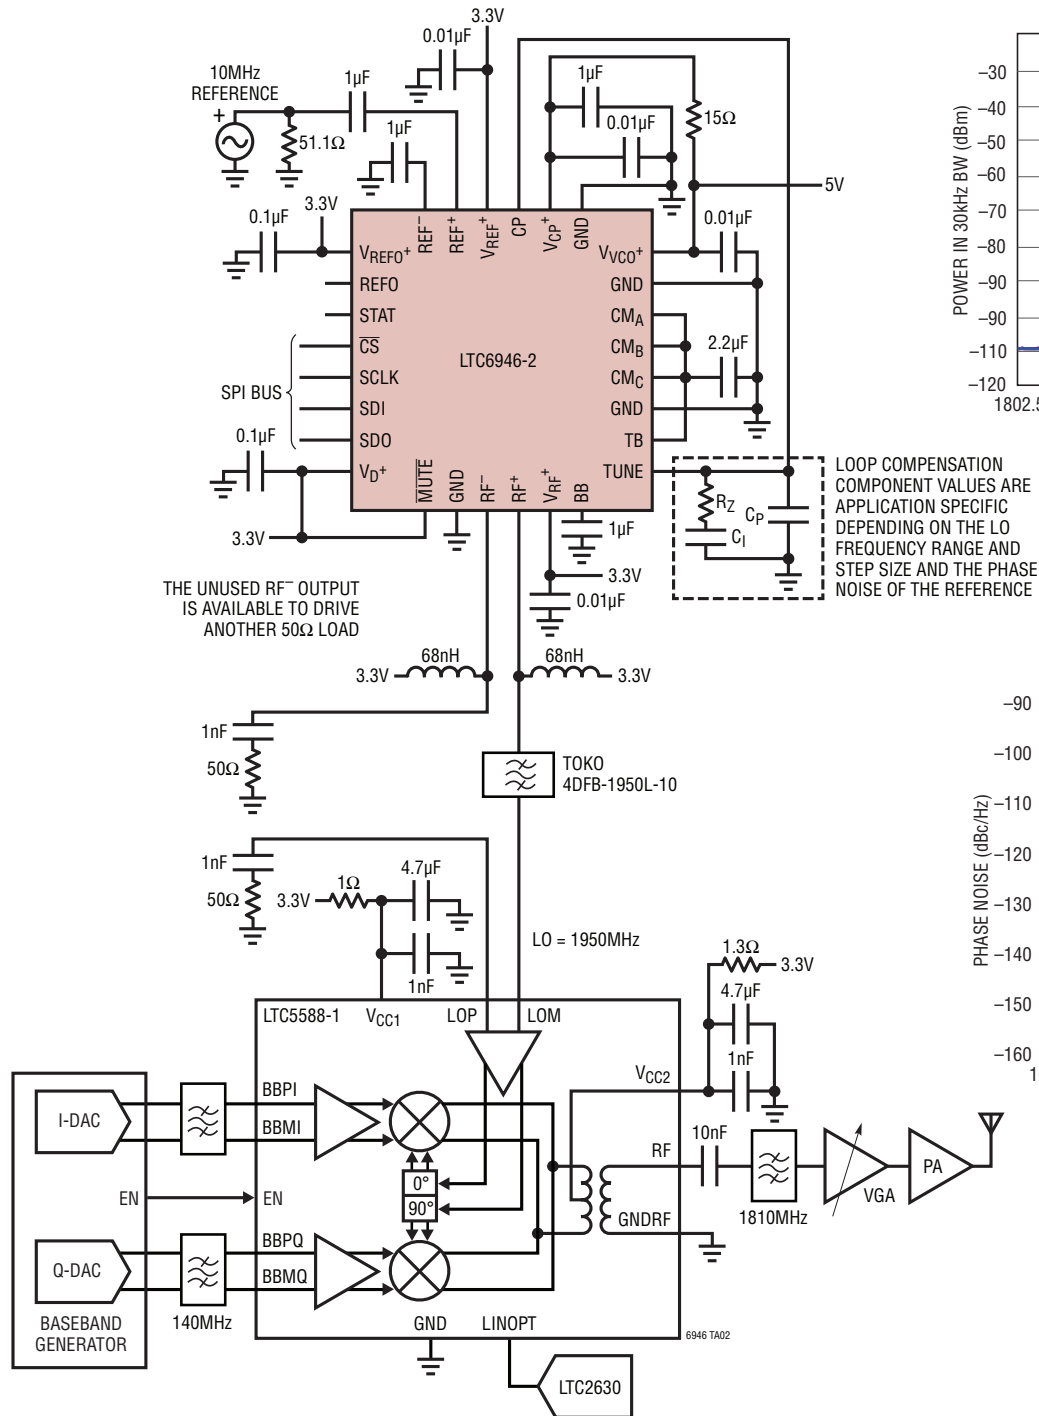 3.3V
0.01µF
10MHz
REFERENCE
+
1µF
51.1Ω
1µF
1µF
0.01µF
15Ω
5V
3.3V
0.1µF
REF⁻
REF⁺
V_REF⁺
CP
V_CP⁺
GND
V_REFO⁺
REFO
STAT
CS
SCLK
SDI
SDO
V_D⁺
SPI BUS
0.1µF
3.3V
LTC6946-2
V_VCO⁺
GND
CM_A
CM_B
CM_C
GND
TB
TUNE
0.01µF
2.2µF
MUTE
GND
RF⁻
RF⁺
V_RF⁺
BB
1µF
3.3V
0.01µF
R_Z
C_I
C_P
LOOP COMPENSATION
COMPONENT VALUES ARE
APPLICATION SPECIFIC
DEPENDING ON THE LO
FREQUENCY RANGE AND
STEP SIZE AND THE PHASE
NOISE OF THE REFERENCE
THE UNUSED RF⁻ OUTPUT
IS AVAILABLE TO DRIVE
ANOTHER 50Ω LOAD
3.3V
68nH
68nH
3.3V
1nF
50Ω
TOKO
4DFB-1950L-10
1nF
50Ω
3.3V
1Ω
4.7µF
1nF
LO = 1950MHz
LTC5588-1
V_CC1
LOP
LOM
1.3Ω
3.3V
4.7µF
1nF
V_CC2
I-DAC
BBPI
BBMI
EN
EN
0°
90°
RF
10nF
1810MHz
VGA
PA
GNDRF
Q-DAC
BBPQ
BBMQ
140MHz
BASEBAND
GENERATOR
GND
LINOPT
6946 TA02
LTC2630
POWER IN 30kHz BW (dBm)
–30
–40
–50
–60
–70
–80
–90
–90
–110
–120
1802.5
PHASE NOISE (dBc/Hz)
–90
–100
–110
–120
–130
–140
–150
–160
1